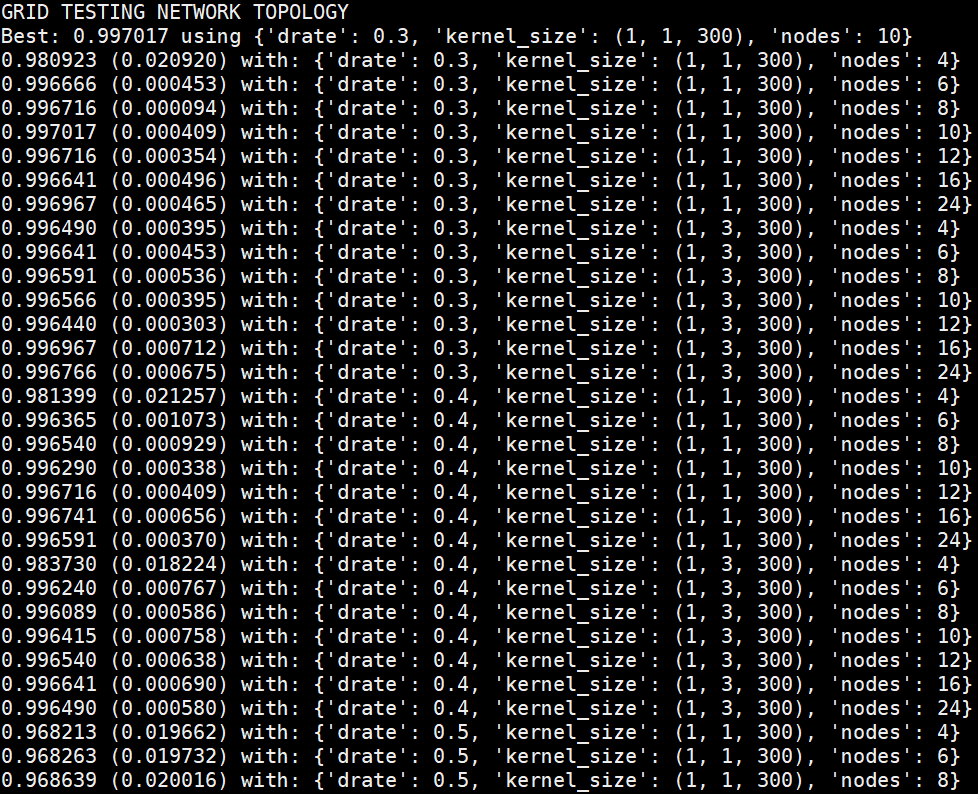 GRID TESTING NETWORK TOPOLOGY
Best: 0.997017 using {'drate': 0.3, 'kernel_size': (1, 1, 300), 'nodes': 10}
0.980923 (0.020920) with: {'drate': 0.3, 'kernel_size': (1, 1, 300), 'nodes': 4}
0.996666 (0.000453) with: {'drate': 0.3, 'kernel_size': (1, 1, 300), 'nodes': 6}
0.996716 (0.000094) with: {'drate': 0.3, 'kernel_size': (1, 1, 300), 'nodes': 8}
0.997017 (0.000409) with: {'drate': 0.3, 'kernel_size': (1, 1, 300), 'nodes': 10}
0.996716 (0.000354) with: {'drate': 0.3, 'kernel_size': (1, 1, 300), 'nodes': 12}
0.996641 (0.000496) with: {'drate': 0.3, 'kernel_size': (1, 1, 300), 'nodes': 16}
0.996967 (0.000465) with: {'drate': 0.3, 'kernel_size': (1, 1, 300), 'nodes': 24}
0.996490 (0.000395) with: {'drate': 0.3, 'kernel_size': (1, 3, 300), 'nodes': 4}
0.996641 (0.000453) with: {'drate': 0.3, 'kernel_size': (1, 3, 300), 'nodes': 6}
0.996591 (0.000536) with: {'drate': 0.3, 'kernel_size': (1, 3, 300), 'nodes': 8}
0.996566 (0.000395) with: {'drate': 0.3, 'kernel_size': (1, 3, 300), 'nodes': 10}
0.996440 (0.000303) with: {'drate': 0.3, 'kernel_size': (1, 3, 300), 'nodes': 12}
0.996967 (0.000712) with: {'drate': 0.3, 'kernel_size': (1, 3, 300), 'nodes': 16}
0.996766 (0.000675) with: {'drate': 0.3, 'kernel_size': (1, 3, 300), 'nodes': 24}
0.981399 (0.021257) with: {'drate': 0.4, 'kernel_size': (1, 1, 300), 'nodes': 4}
0.996365 (0.001073) with: {'drate': 0.4, 'kernel_size': (1, 1, 300), 'nodes': 6}
0.996540 (0.000929) with: {'drate': 0.4, 'kernel_size': (1, 1, 300), 'nodes': 8}
0.996290 (0.000338) with: {'drate': 0.4, 'kernel_size': (1, 1, 300), 'nodes': 10}
0.996716 (0.000409) with: {'drate': 0.4, 'kernel_size': (1, 1, 300), 'nodes': 12}
0.996741 (0.000656) with: {'drate': 0.4, 'kernel_size': (1, 1, 300), 'nodes': 16}
0.996591 (0.000370) with: {'drate': 0.4, 'kernel_size': (1, 1, 300), 'nodes': 24}
0.983730 (0.018224) with: {'drate': 0.4, 'kernel_size': (1, 3, 300), 'nodes': 4}
0.996240 (0.000767) with: {'drate': 0.4, 'kernel_size': (1, 3, 300), 'nodes': 6}
0.996089 (0.000586) with: {'drate': 0.4, 'kernel_size': (1, 3, 300), 'nodes': 8}
0.996415 (0.000758) with: {'drate': 0.4, 'kernel_size': (1, 3, 300), 'nodes': 10}
0.996540 (0.000638) with: {'drate': 0.4, 'kernel_size': (1, 3, 300), 'nodes': 12}
0.996641 (0.000690) with: {'drate': 0.4, 'kernel_size': (1, 3, 300), 'nodes': 16}
0.996490 (0.000580) with: {'drate': 0.4, 'kernel_size': (1, 3, 300), 'nodes': 24}
0.968213 (0.019662) with: {'drate': 0.5, 'kernel_size': (1, 1, 300), 'nodes': 4}
0.968263 (0.019732) with: {'drate': 0.5, 'kernel_size': (1, 1, 300), 'nodes': 6}
0.968639 (0.020016) with: {'drate': 0.5, 'kernel_size': (1, 1, 300), 'nodes': 8}